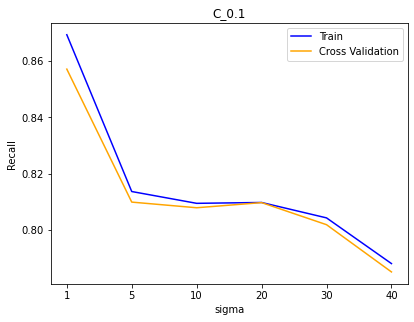 C_0.1
Train
Cross Validation
Recall
0.86
0.84
0.82
0.80
1 5 10 20 30 40
sigma